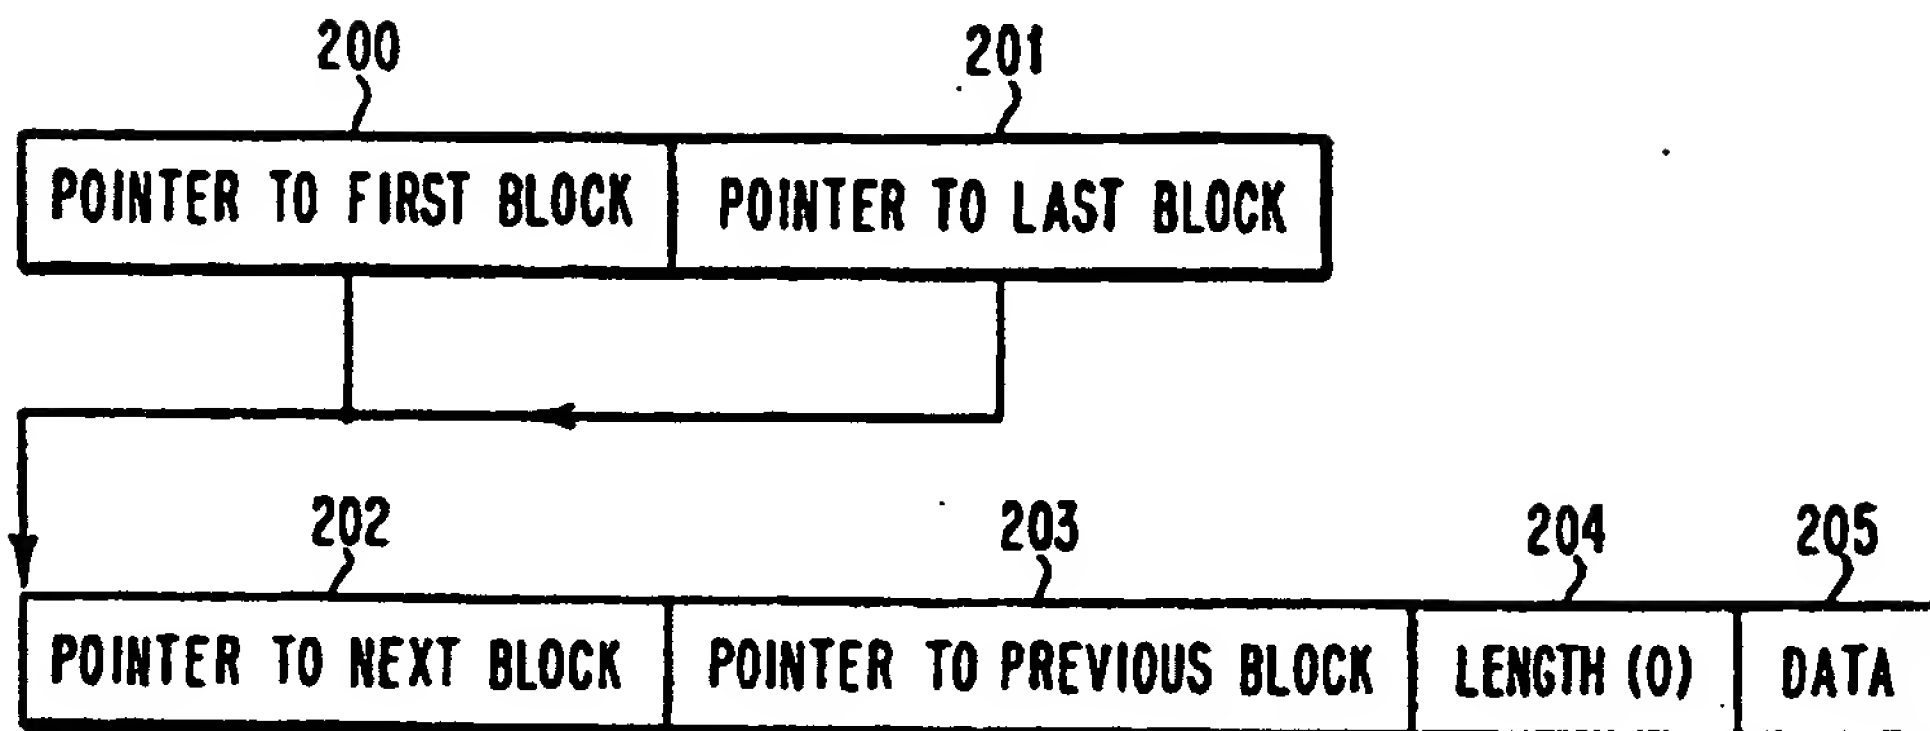 200 201
POINTER TO FIRST BLOCK POINTER TO LAST BLOCK
202 203 204 205
POINTER TO NEXT BLOCK POINTER TO PREVIOUS BLOCK LENGTH (0) DATA